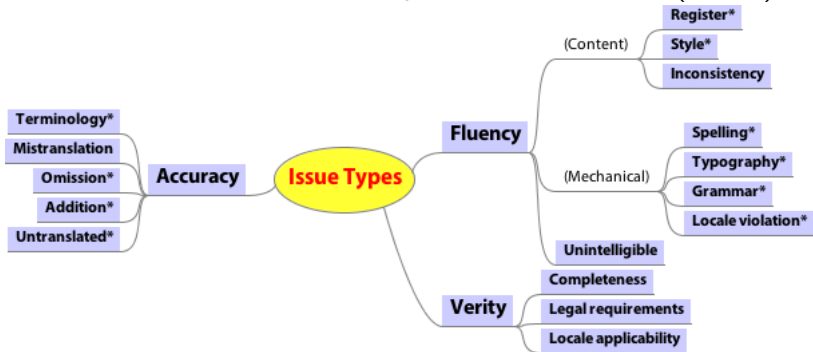 Issue Types
Accuracy
Terminology*
Mistranslation
Omission*
Addition*
Untranslated*
Fluency
(Content)
Register*
Style*
Inconsistency
(Mechanical)
Spelling*
Typography*
Grammar*
Locale violation*
Unintelligible
Verity
Completeness
Legal requirements
Locale applicability